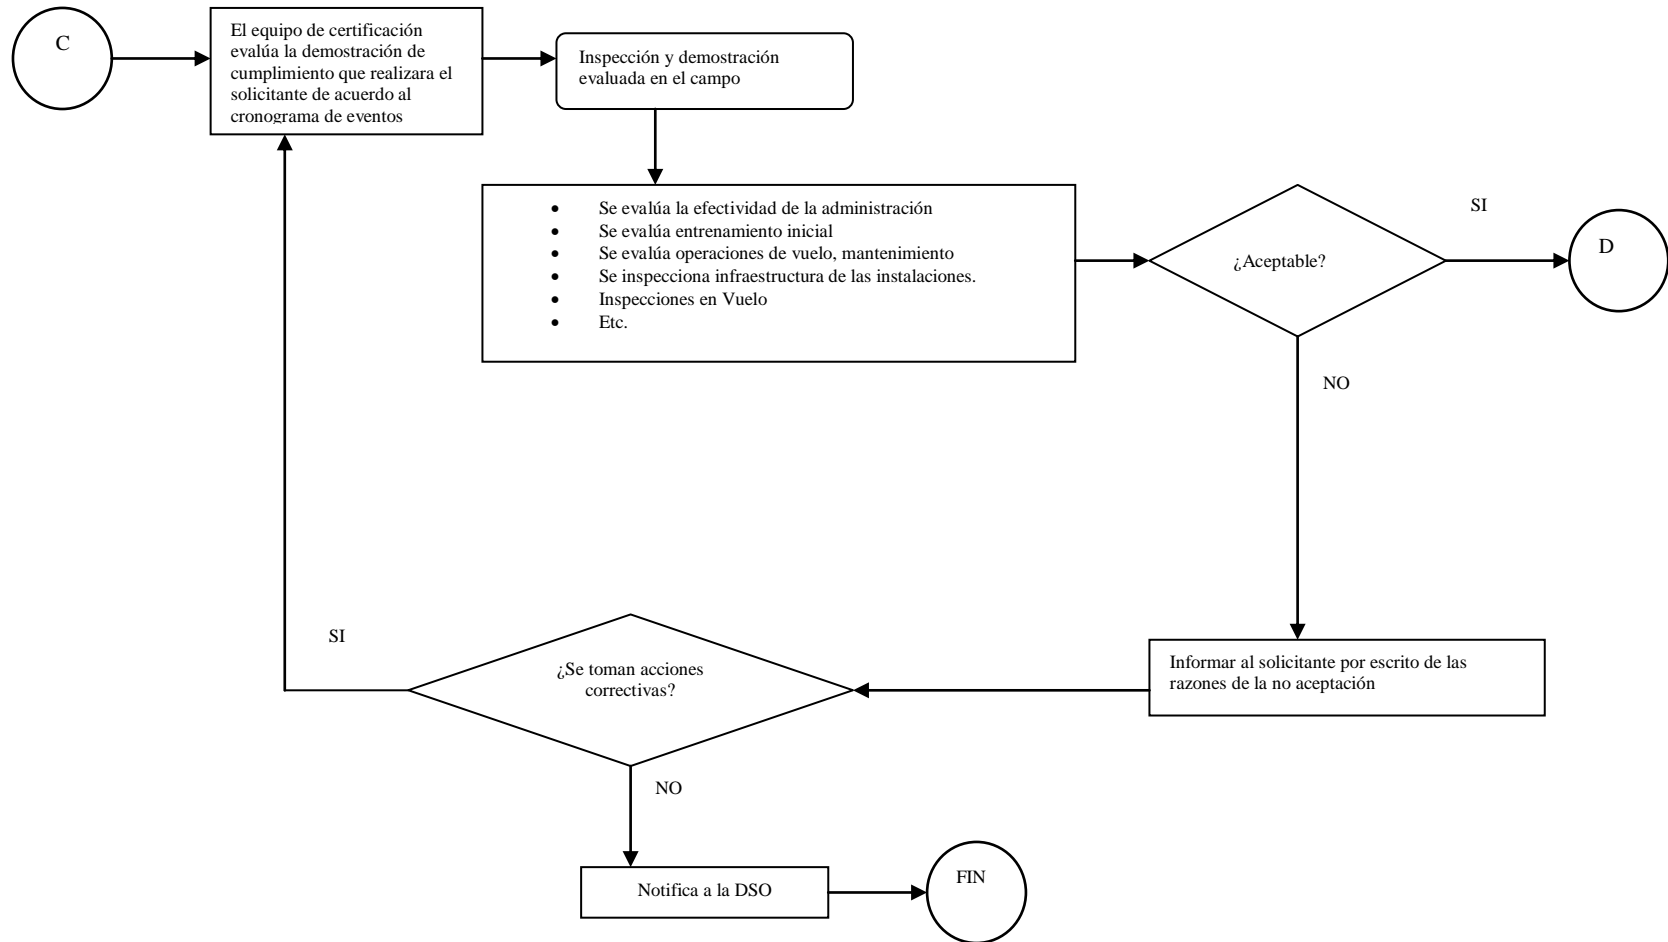 C
El equipo de certificación
evalúa la demostración de
cumplimiento que realizara el
solicitante de acuerdo al
cronograma de eventos
Inspección y demostración
evaluada en el campo
• Se evalúa la efectividad de la administración
• Se evalúa entrenamiento inicial
• Se evalúa operaciones de vuelo, mantenimiento
• Se inspecciona infraestructura de las instalaciones.
• Inspecciones en Vuelo
• Etc.
¿Aceptable?
SI
D
NO
Informar al solicitante por escrito de las
razones de la no aceptación
¿Se toman acciones
correctivas?
SI
NO
Notifica a la DSO
FIN